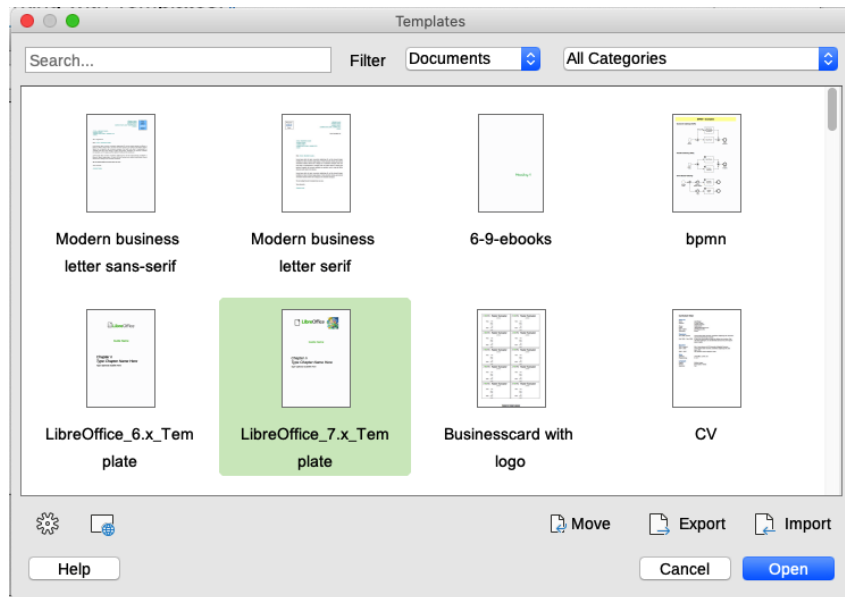 Templates
Search...
Filter
Documents
All Categories
Modern business
letter sans-serif
Modern business
letter serif
6-9-ebooks
bpmn
LibreOffice_6.x_Tem
plate
LibreOffice_7.x_Tem
plate
Businesscard with
logo
CV
Move
Export
Import
Help
Cancel
Open